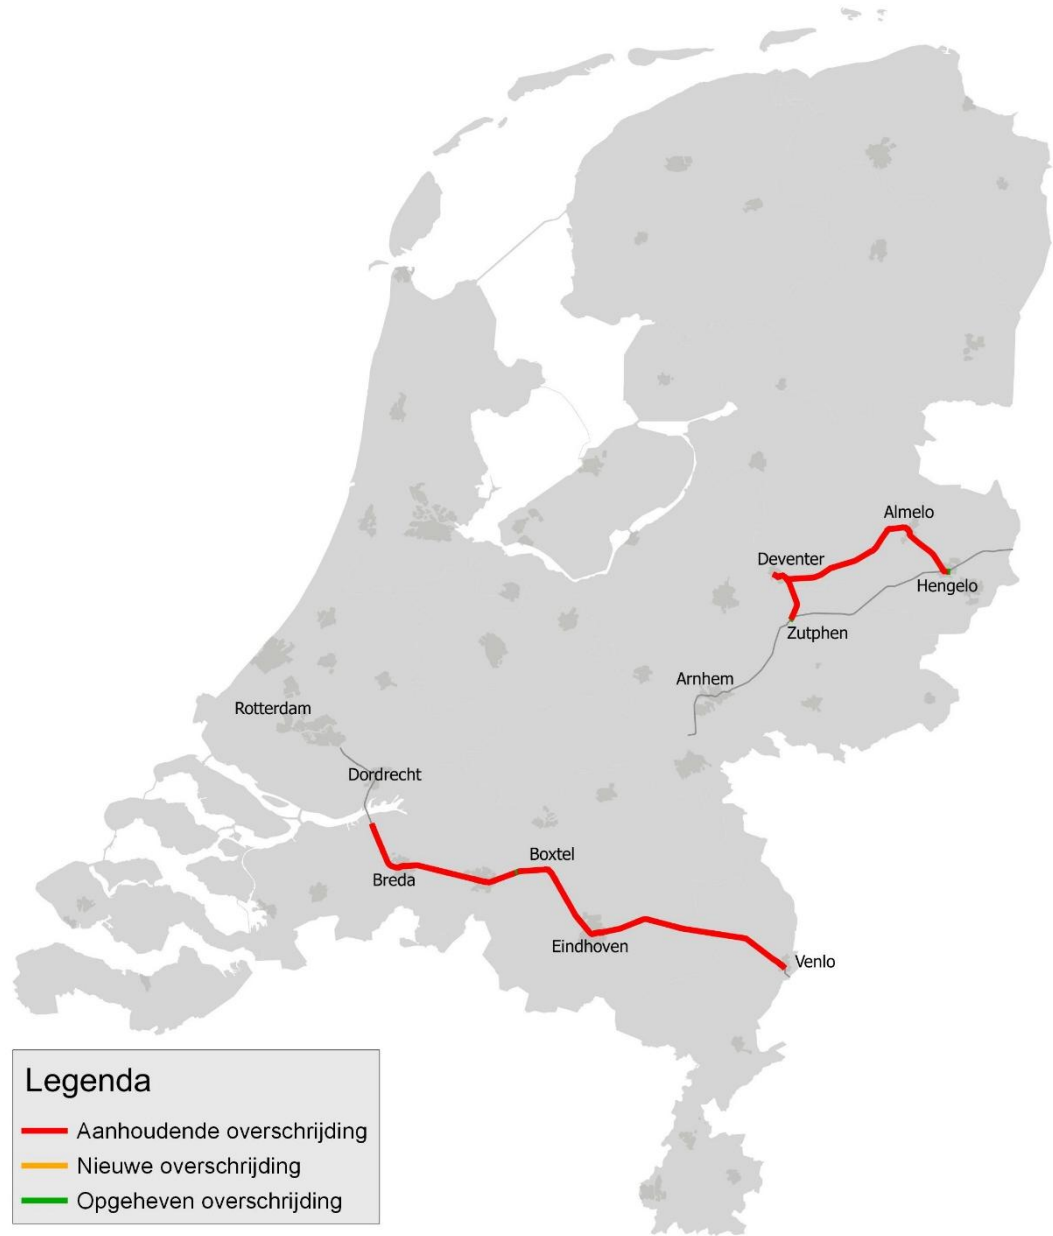 Almelo
Deventer
Hengelo
Zutphen
Arnhem
Rotterdam
Dordrecht
Boxtel
Breda
Eindhoven
Venlo
Legenda
Aanhoudende overschrijding
Nieuwe overschrijding
Opgeheven overschrijding